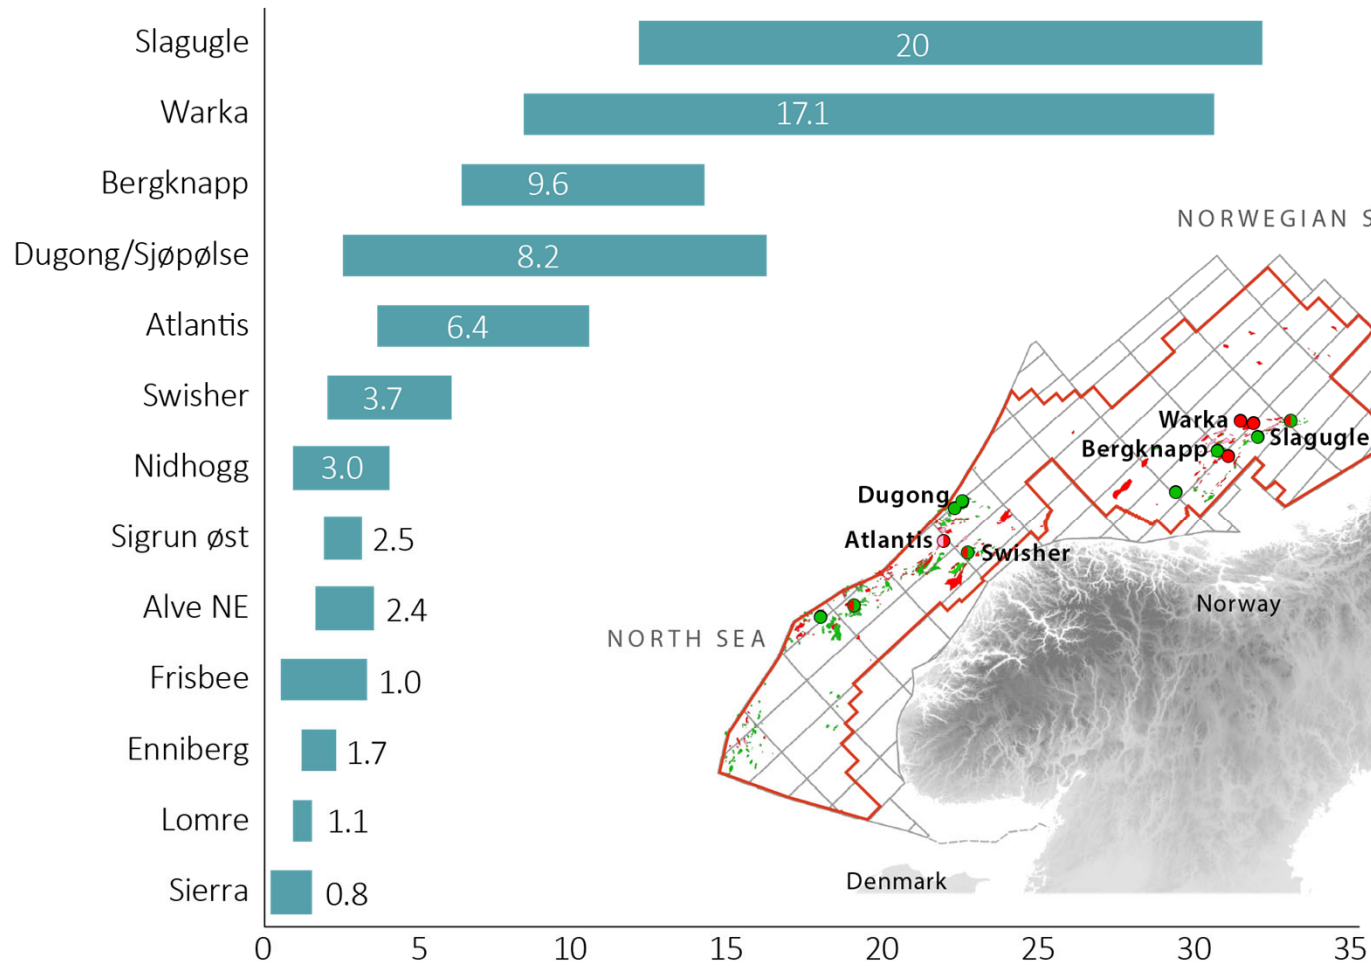 Slagugle 20
Warka 17.1
Bergknapp 9.6
NORWEGIAN S
Dugong/Sjøpølse 8.2
Atlantis 6.4
Swisher 3.7
Nidhogg 3.0
Sigrun øst 2.5
Alve NE 2.4
Frisbee 1.0
Enniberg 1.7
Lomre 1.1
Sierra 0.8
Warka
Slagugle
Bergknapp
Dugong
Atlantis
Swisher
Norway
NORTH SEA
Denmark
0 5 10 15 20 25 30 35